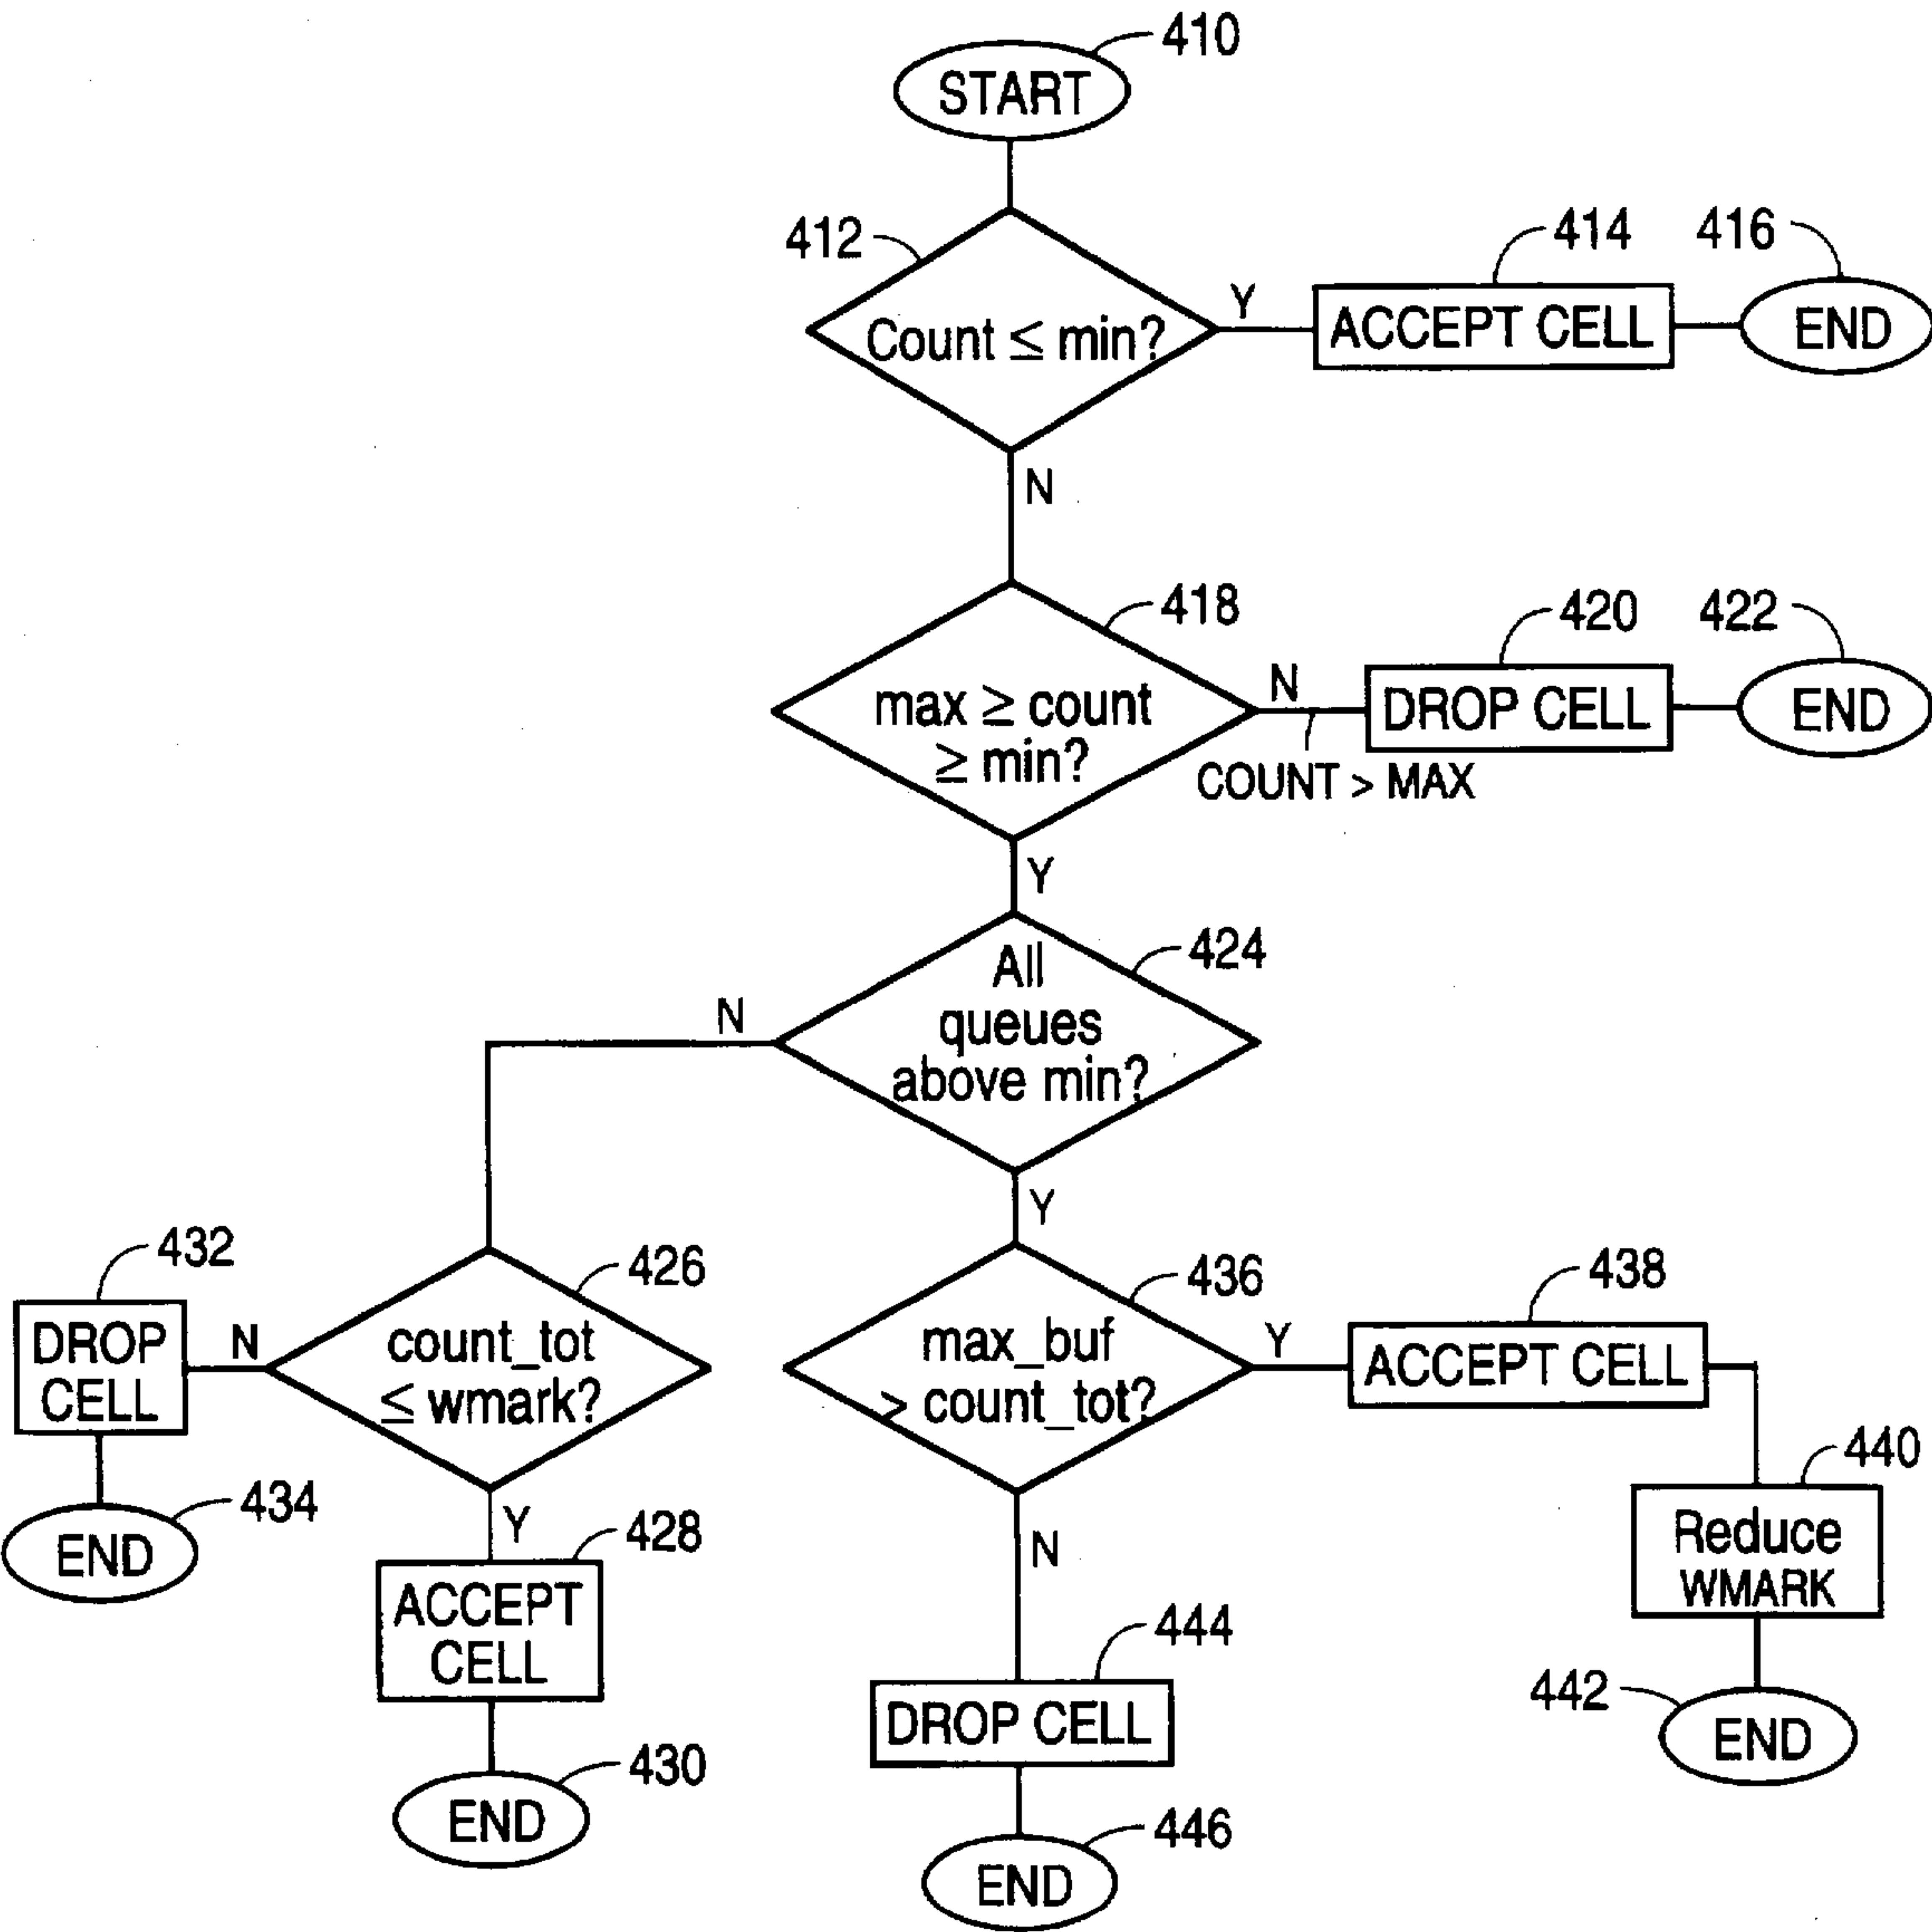 410
START
412
Count ≤ min?
Y
414
ACCEPT CELL
416
END
N
418
max ≥ count
≥ min?
N
COUNT > MAX
420
DROP CELL
422
END
Y
424
All
queues
above min?
N
Y
432
DROP
CELL
N
426
count_tot
≤ wmark?
436
max_buf
> count_tot?
Y
438
ACCEPT CELL
440
Reduce
WMARK
434
END
Y
428
ACCEPT
CELL
N
444
DROP CELL
442
END
430
END
446
END